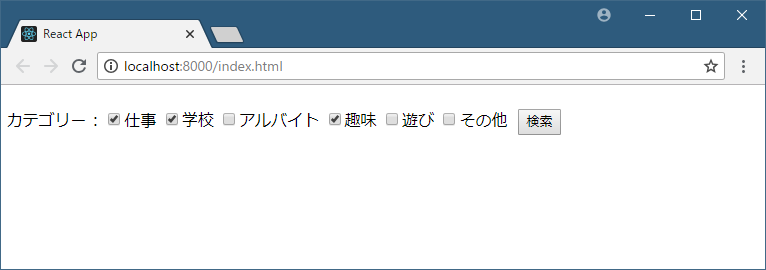 React App
localhost:8000/index.html
カテゴリー： 仕事 学校 アルバイト 趣味 遊び その他 検索